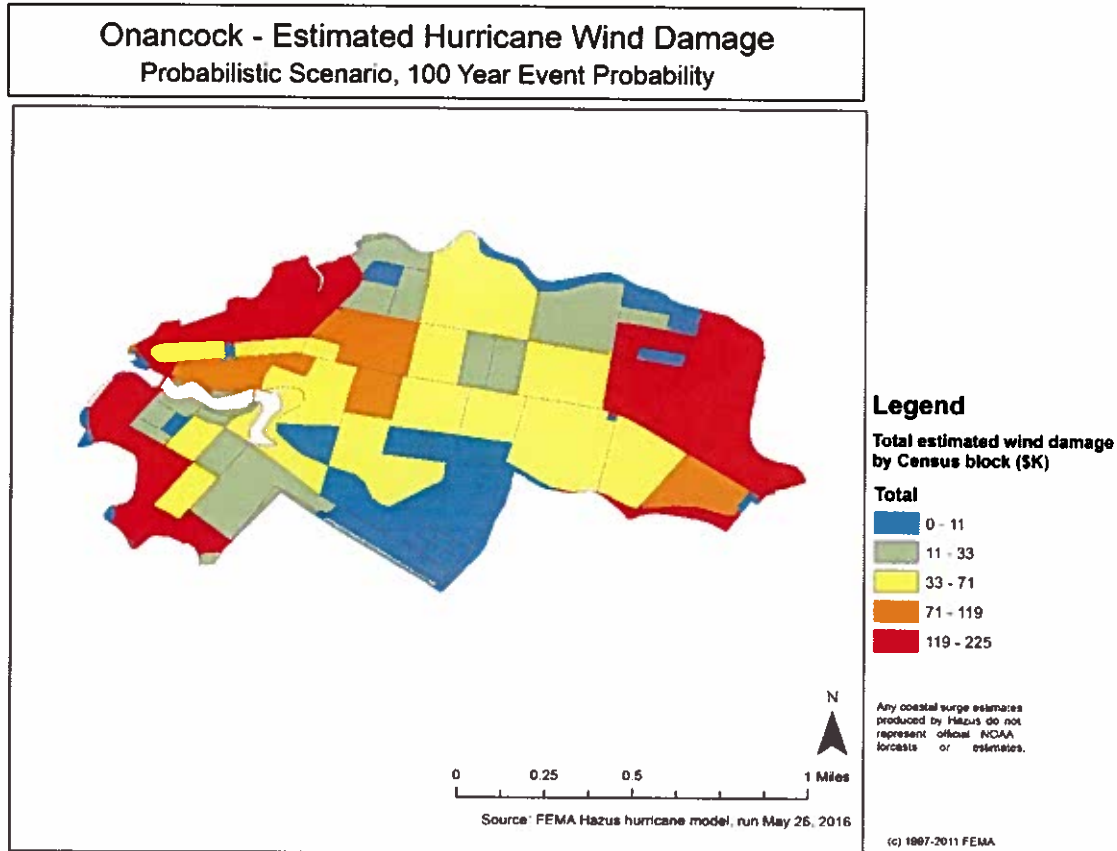 Onancock - Estimated Hurricane Wind Damage
Probabilistic Scenario, 100 Year Event Probability
Legend
Total estimated wind damage
by Census block ($K)
Total
0 - 11
11 - 33
33 - 71
71 - 119
119 - 225
N
Any coastal surge estimates
produced by Hazus do not
represent official NOAA
forcasts or estimates.
0 0.25 0.5 1 Miles
Source: FEMA Hazus hurricane model, run May 26, 2016
(c) 1997-2011 FEMA